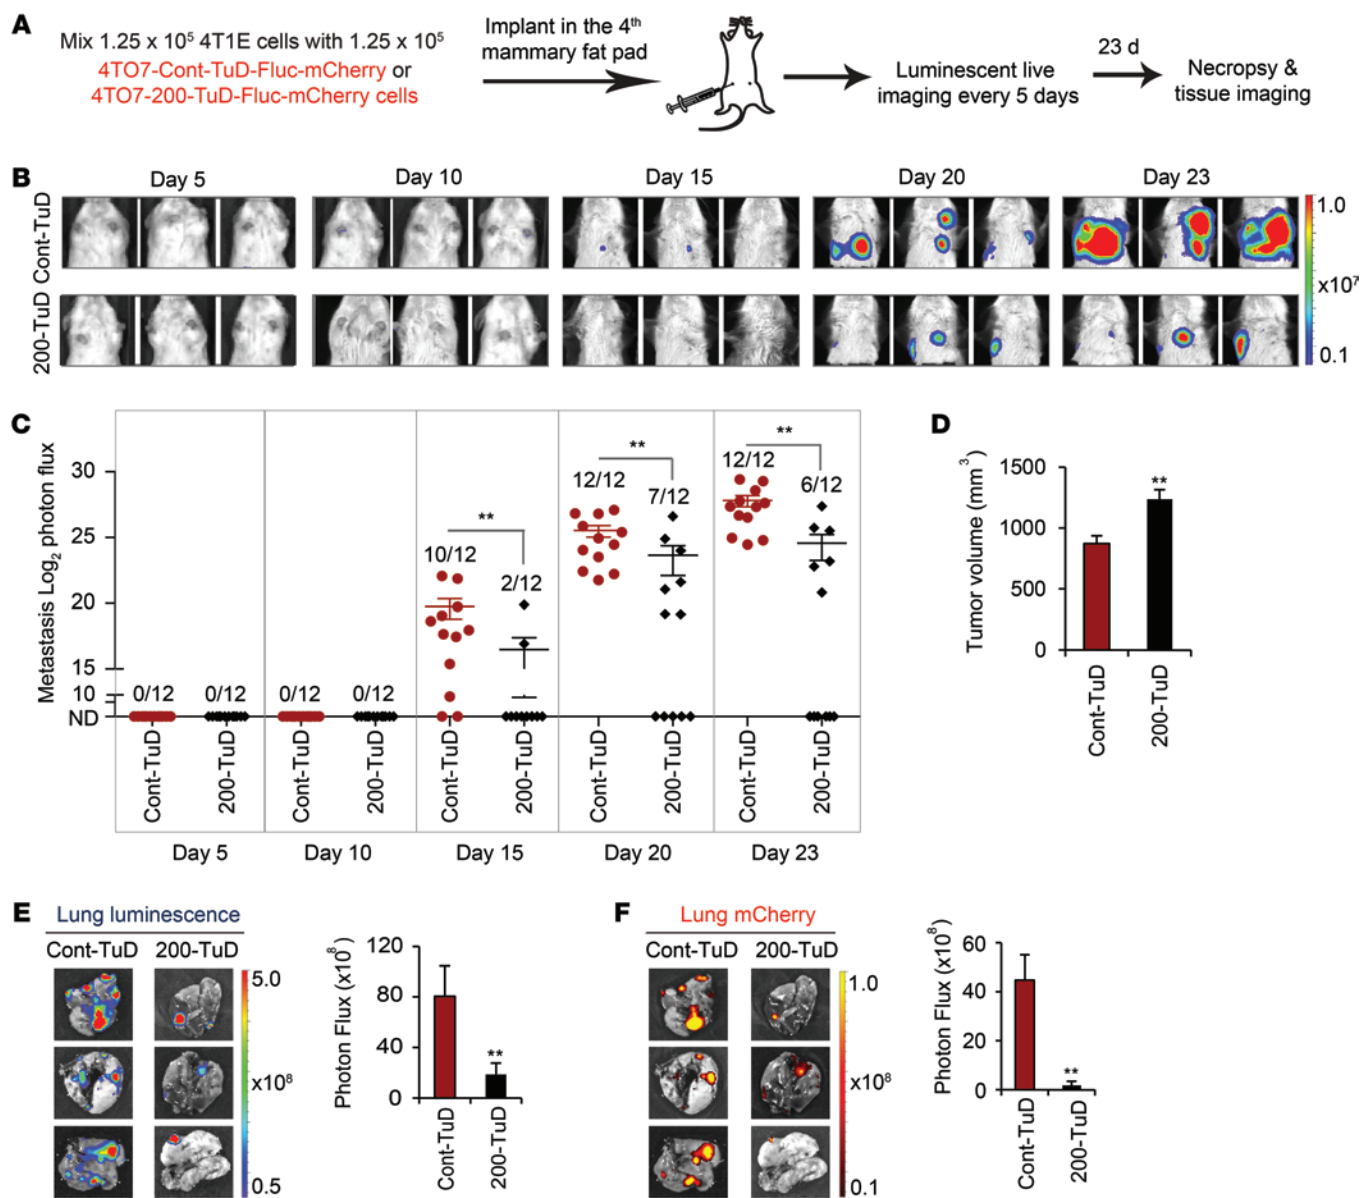 A
Mix 1.25 x 10⁵ 4T1E cells with 1.25 x 10⁵
4TO7-Cont-TuD-Fluc-mCherry or
4TO7-200-TuD-Fluc-mCherry cells
Implant in the 4th
mammary fat pad
Luminescent live
imaging every 5 days
23 d
Necropsy &
tissue imaging
B
Day 5
Day 10
Day 15
Day 20
Day 23
Cont-TuD
200-TuD
1.0
x10⁷
0.1
C
Metastasis Log₂ photon flux
30
25
20
15
10
ND
0/12
0/12
0/12
0/12
10/12
**
2/12
12/12
**
7/12
12/12
**
6/12
Cont-TuD
200-TuD
Cont-TuD
200-TuD
Cont-TuD
200-TuD
Cont-TuD
200-TuD
Cont-TuD
200-TuD
Day 5
Day 10
Day 15
Day 20
Day 23
D
Tumor volume (mm³)
1500
1000
500
0
**
Cont-TuD
200-TuD
E
Lung luminescence
Cont-TuD
200-TuD
5.0
x10⁸
0.5
Photon Flux (x10⁸)
120
80
40
0
**
Cont-TuD
200-TuD
F
Lung mCherry
Cont-TuD
200-TuD
1.0
x10⁸
0.1
Photon Flux (x10⁸)
60
40
20
0
**
Cont-TuD
200-TuD